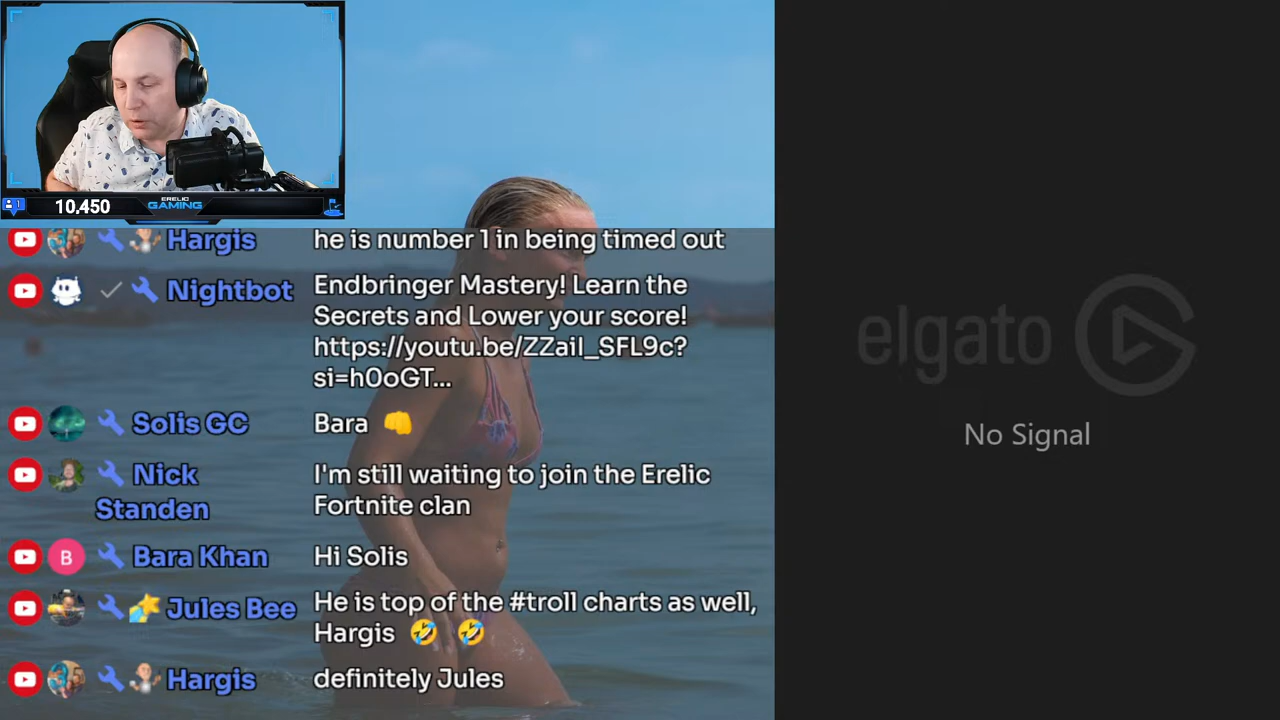 10,450
ERELIC
GAMING
Hargis he is number 1 in being timed out
Nightbot Endbringer Mastery! Learn the
Secrets and Lower your score!
https://youtu.be/ZZail_SFL9c?
si=h0oGT...
Solis GC Bara 👊
Nick I'm still waiting to join the Erelic
Standen Fortnite clan
B Bara Khan Hi Solis
Jules Bee He is top of the #troll charts as well,
Hargis 🤣 🤣
Hargis definitely Jules
elgato
No Signal